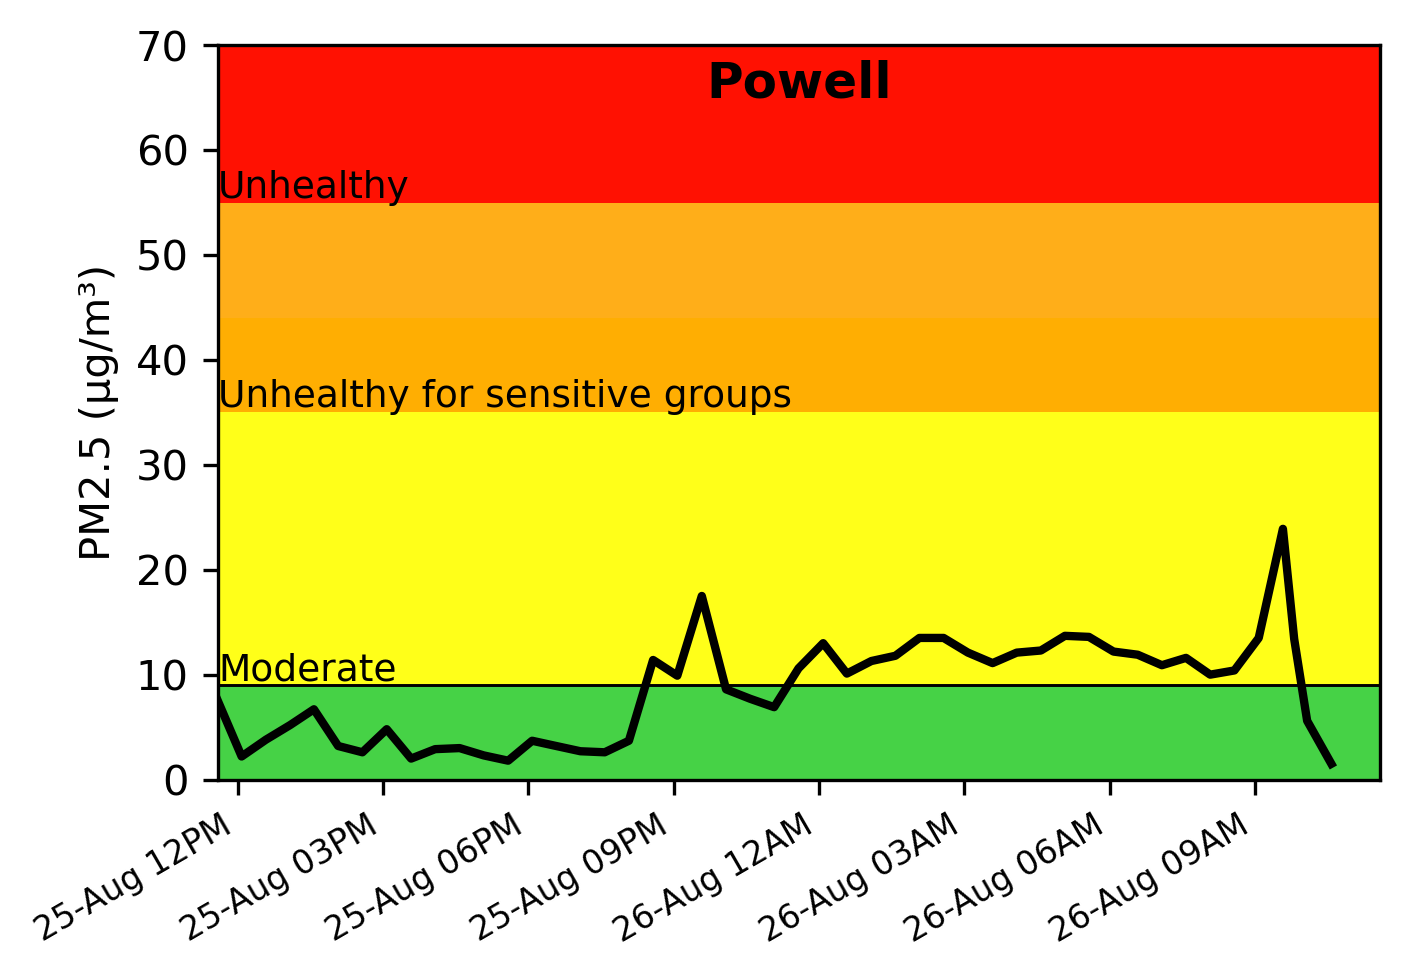 Powell
70
60
50
40
30
20
10
0
PM2.5 (µg/m³)
Unhealthy
Unhealthy for sensitive groups
Moderate
25-Aug 12PM
25-Aug 03PM
25-Aug 06PM
25-Aug 09PM
26-Aug 12AM
26-Aug 03AM
26-Aug 06AM
26-Aug 09AM